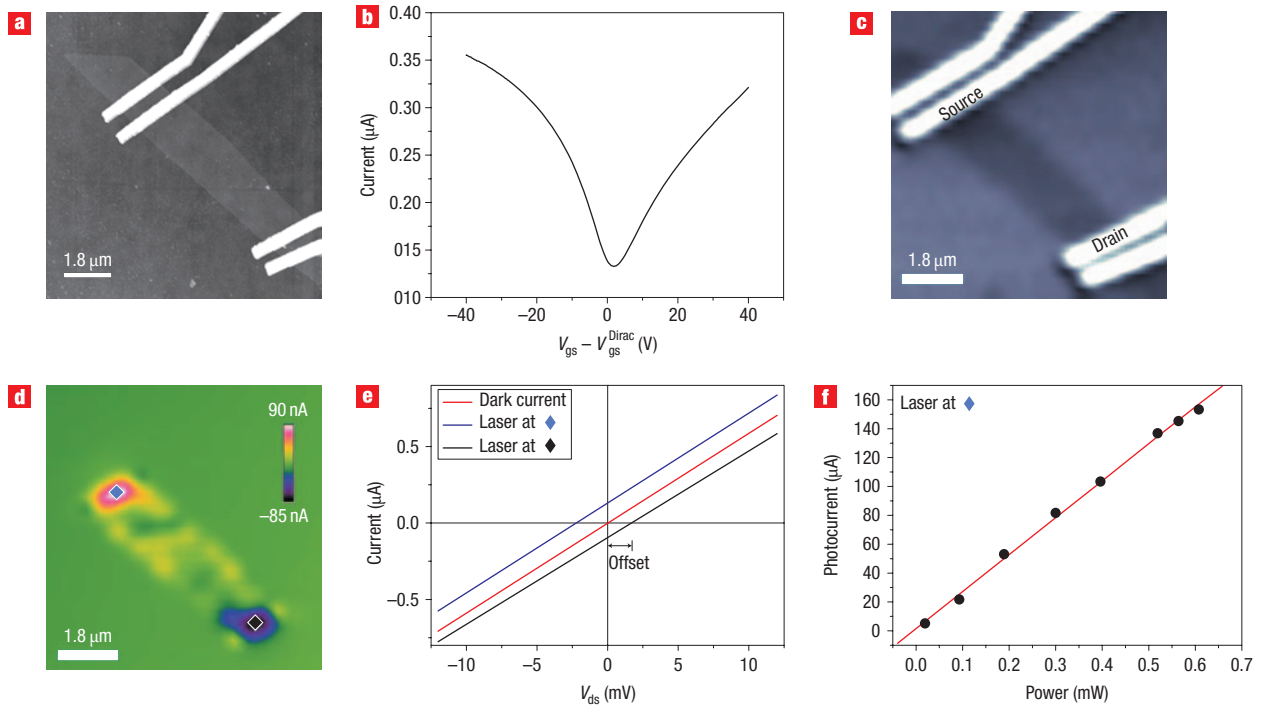 a
1.8 μm
b
Current (μA)
0.40
0.35
0.30
0.25
0.20
015
010
–40
–20
0
20
40
Vgs – VgsDirac (V)
c
Source
Drain
1.8 μm
d
90 nA
–85 nA
1.8 μm
e
Dark current
Laser at
Laser at
Current (μA)
0.5
0.0
–0.5
Offset
–10
–5
0
5
10
Vds (mV)
f
Laser at
Photocurrent (μA)
160
140
120
100
80
60
40
20
0
0.0
0.1
0.2
0.3
0.4
0.5
0.6
0.7
Power (mW)